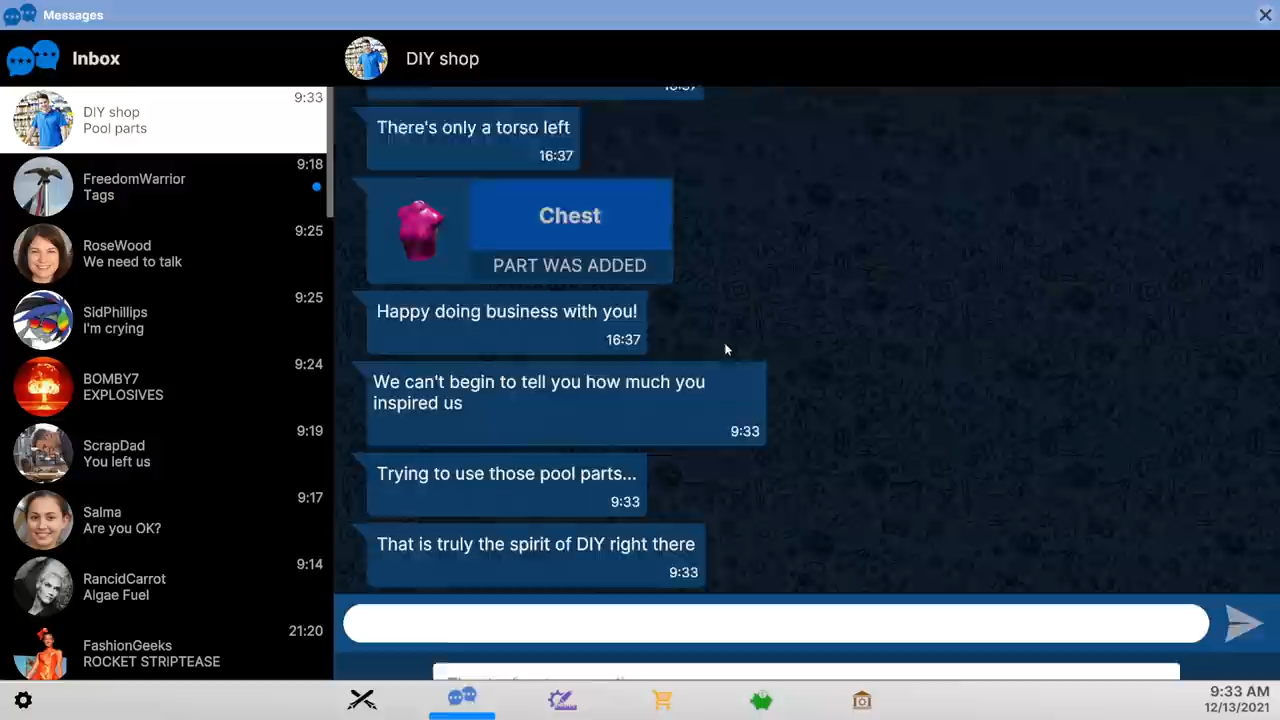 Messages
Inbox
DIY shop
9:33
DIY shop
Pool parts
9:18
FreedomWarrior
Tags
9:25
RoseWood
We need to talk
9:25
SidPhillips
I'm crying
9:24
BOMBY7
EXPLOSIVES
9:19
ScrapDad
You left us
9:17
Salma
Are you OK?
9:14
RancidCarrot
Algae Fuel
21:20
FashionGeeks
ROCKET STRIPTEASE
16:37
There's only a torso left
16:37
Chest
PART WAS ADDED
Happy doing business with you!
16:37
We can't begin to tell you how much you
inspired us
9:33
Trying to use those pool parts...
9:33
That is truly the spirit of DIY right there
9:33
9:33 AM
12/13/2021